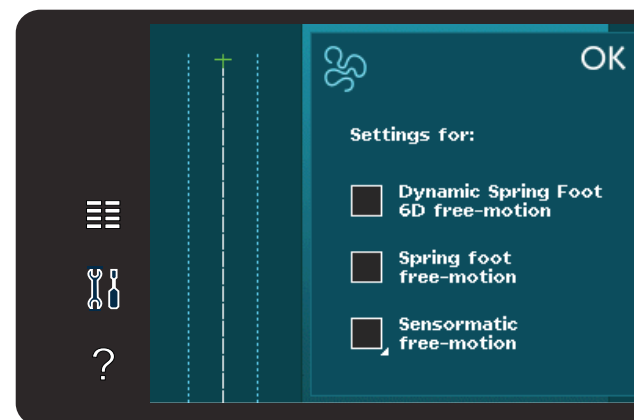 OK
Settings for:
Dynamic Spring Foot
6D free-motion
Spring foot
free-motion
Sensormatic
free-motion
?